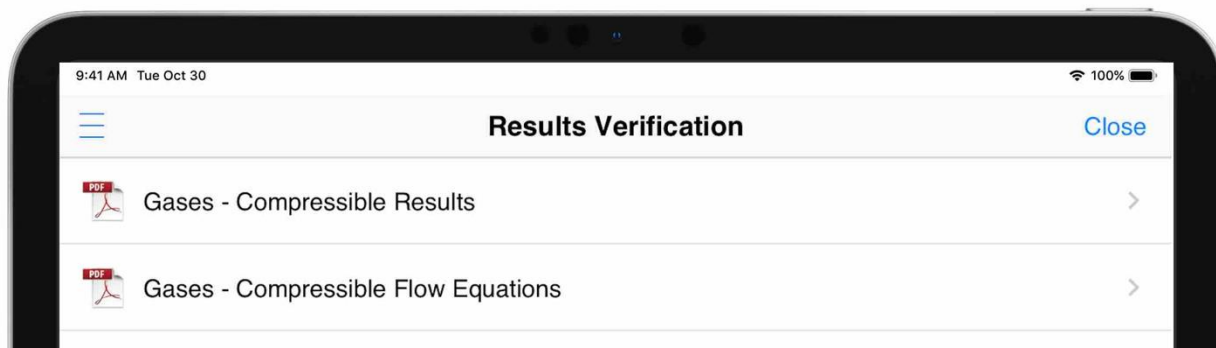 9:41 AM Tue Oct 30
100%
Results Verification
Close
PDF
Gases - Compressible Results
PDF
Gases - Compressible Flow Equations